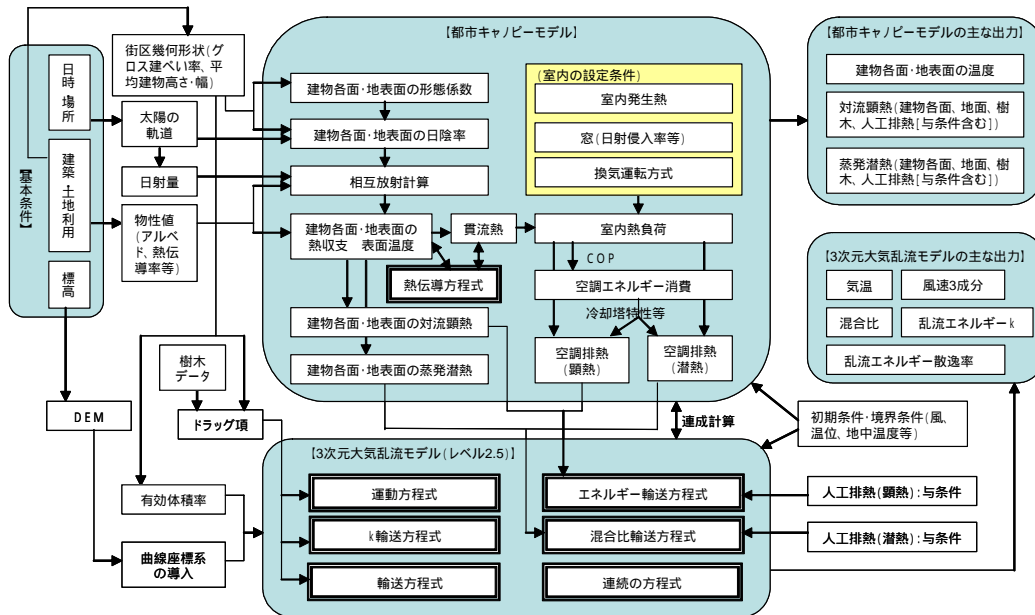 【基本条件】
日時 場所
建築 土地利用
標高
街区幾何形状(グ
ロス建ぺい率、平
均建物高さ・幅)
太陽の
軌道
日射量
物性値
(アルベ
ド、熱伝
導率等)
樹木
データ
DEM
ドラッグ項
有効体積率
曲線座標系
の導入
【都市キャノピーモデル】
建物各面・地表面の形態係数
建物各面・地表面の日陰率
相互放射計算
建物各面・地表面の
熱収支 表面温度
貫流熱
熱伝導方程式
建物各面・地表面の対流顕熱
建物各面・地表面の蒸発潜熱
(室内の設定条件)
室内発生熱
窓(日射侵入率等)
換気運転方式
室内熱負荷
COP
空調エネルギー消費
冷却塔特性等
空調排熱
(顕熱)
空調排熱
(潜熱)
連成計算
【3次元大気乱流モデル(レベル2.5)】
運動方程式
k輸送方程式
輸送方程式
エネルギー輸送方程式
混合比輸送方程式
連続の方程式
【都市キャノピーモデルの主な出力】
建物各面・地表面の温度
対流顕熱(建物各面、地面、樹
木、人工排熱[与条件含む])
蒸発潜熱(建物各面、地面、樹
木、人工排熱[与条件含む])
【3次元大気乱流モデルの主な出力】
気温
風速3成分
混合比
乱流エネルギーk
乱流エネルギー散逸率
初期条件・境界条件(風、
温位、地中温度等)
人工排熱(顕熱):与条件
人工排熱(潜熱):与条件